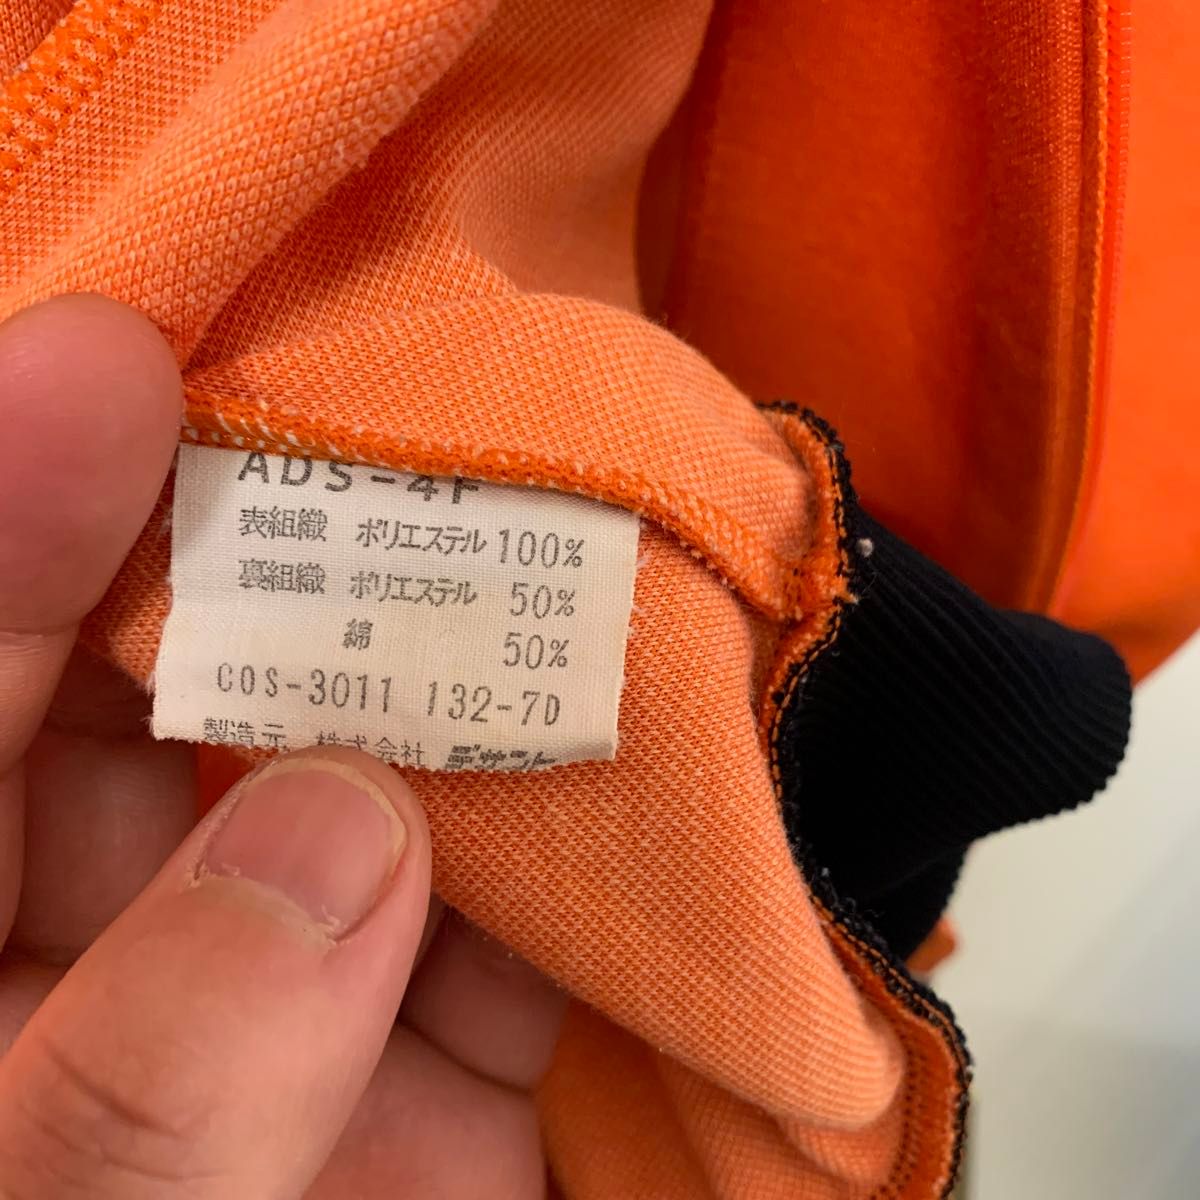 ADS-4F
表組織 ポリエステル 100%
裏組織 ポリエステル 50%
綿 50%
COS-3011 132-7D
製造元 株式会社 デサント